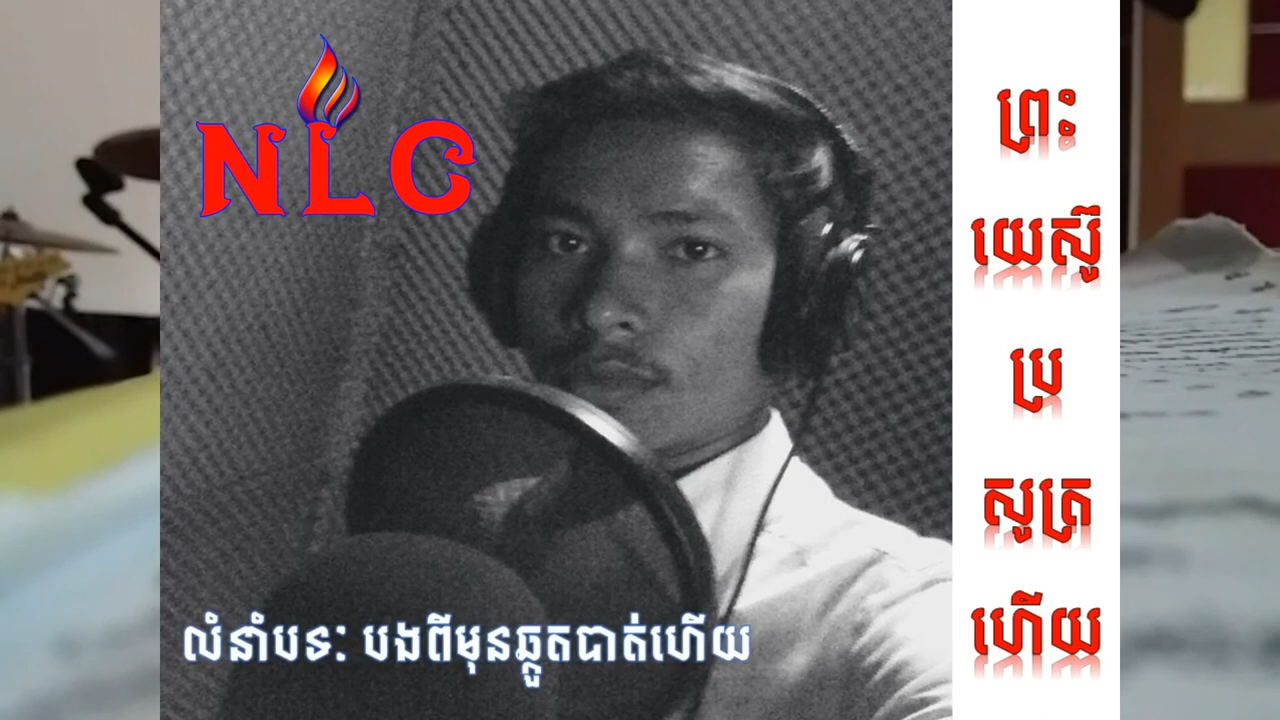 NLC
លំនាំបទ: បងពីមុនឆ្កួតបាត់ហើយ
ព្រះ
យេស៊ូ
ប្រ
សូត្រ
ហើយ